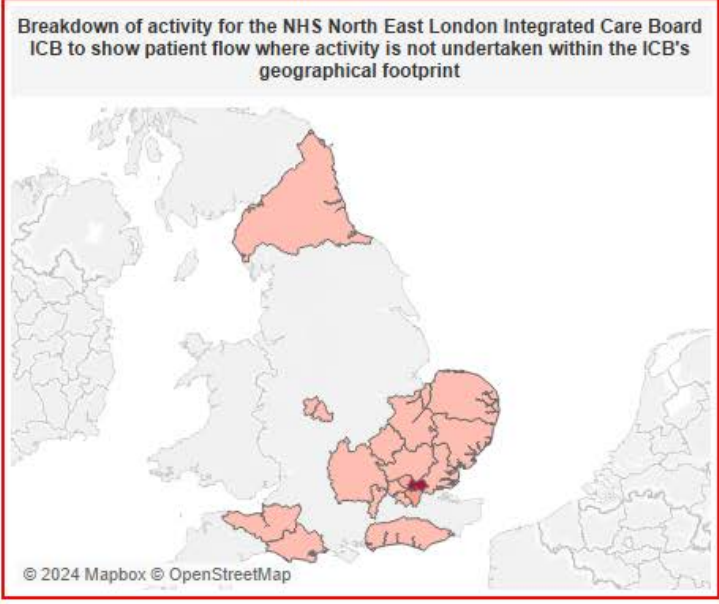 Breakdown of activity for the NHS North East London Integrated Care Board
ICB to show patient flow where activity is not undertaken within the ICB's
geographical footprint
© 2024 Mapbox © OpenStreetMap